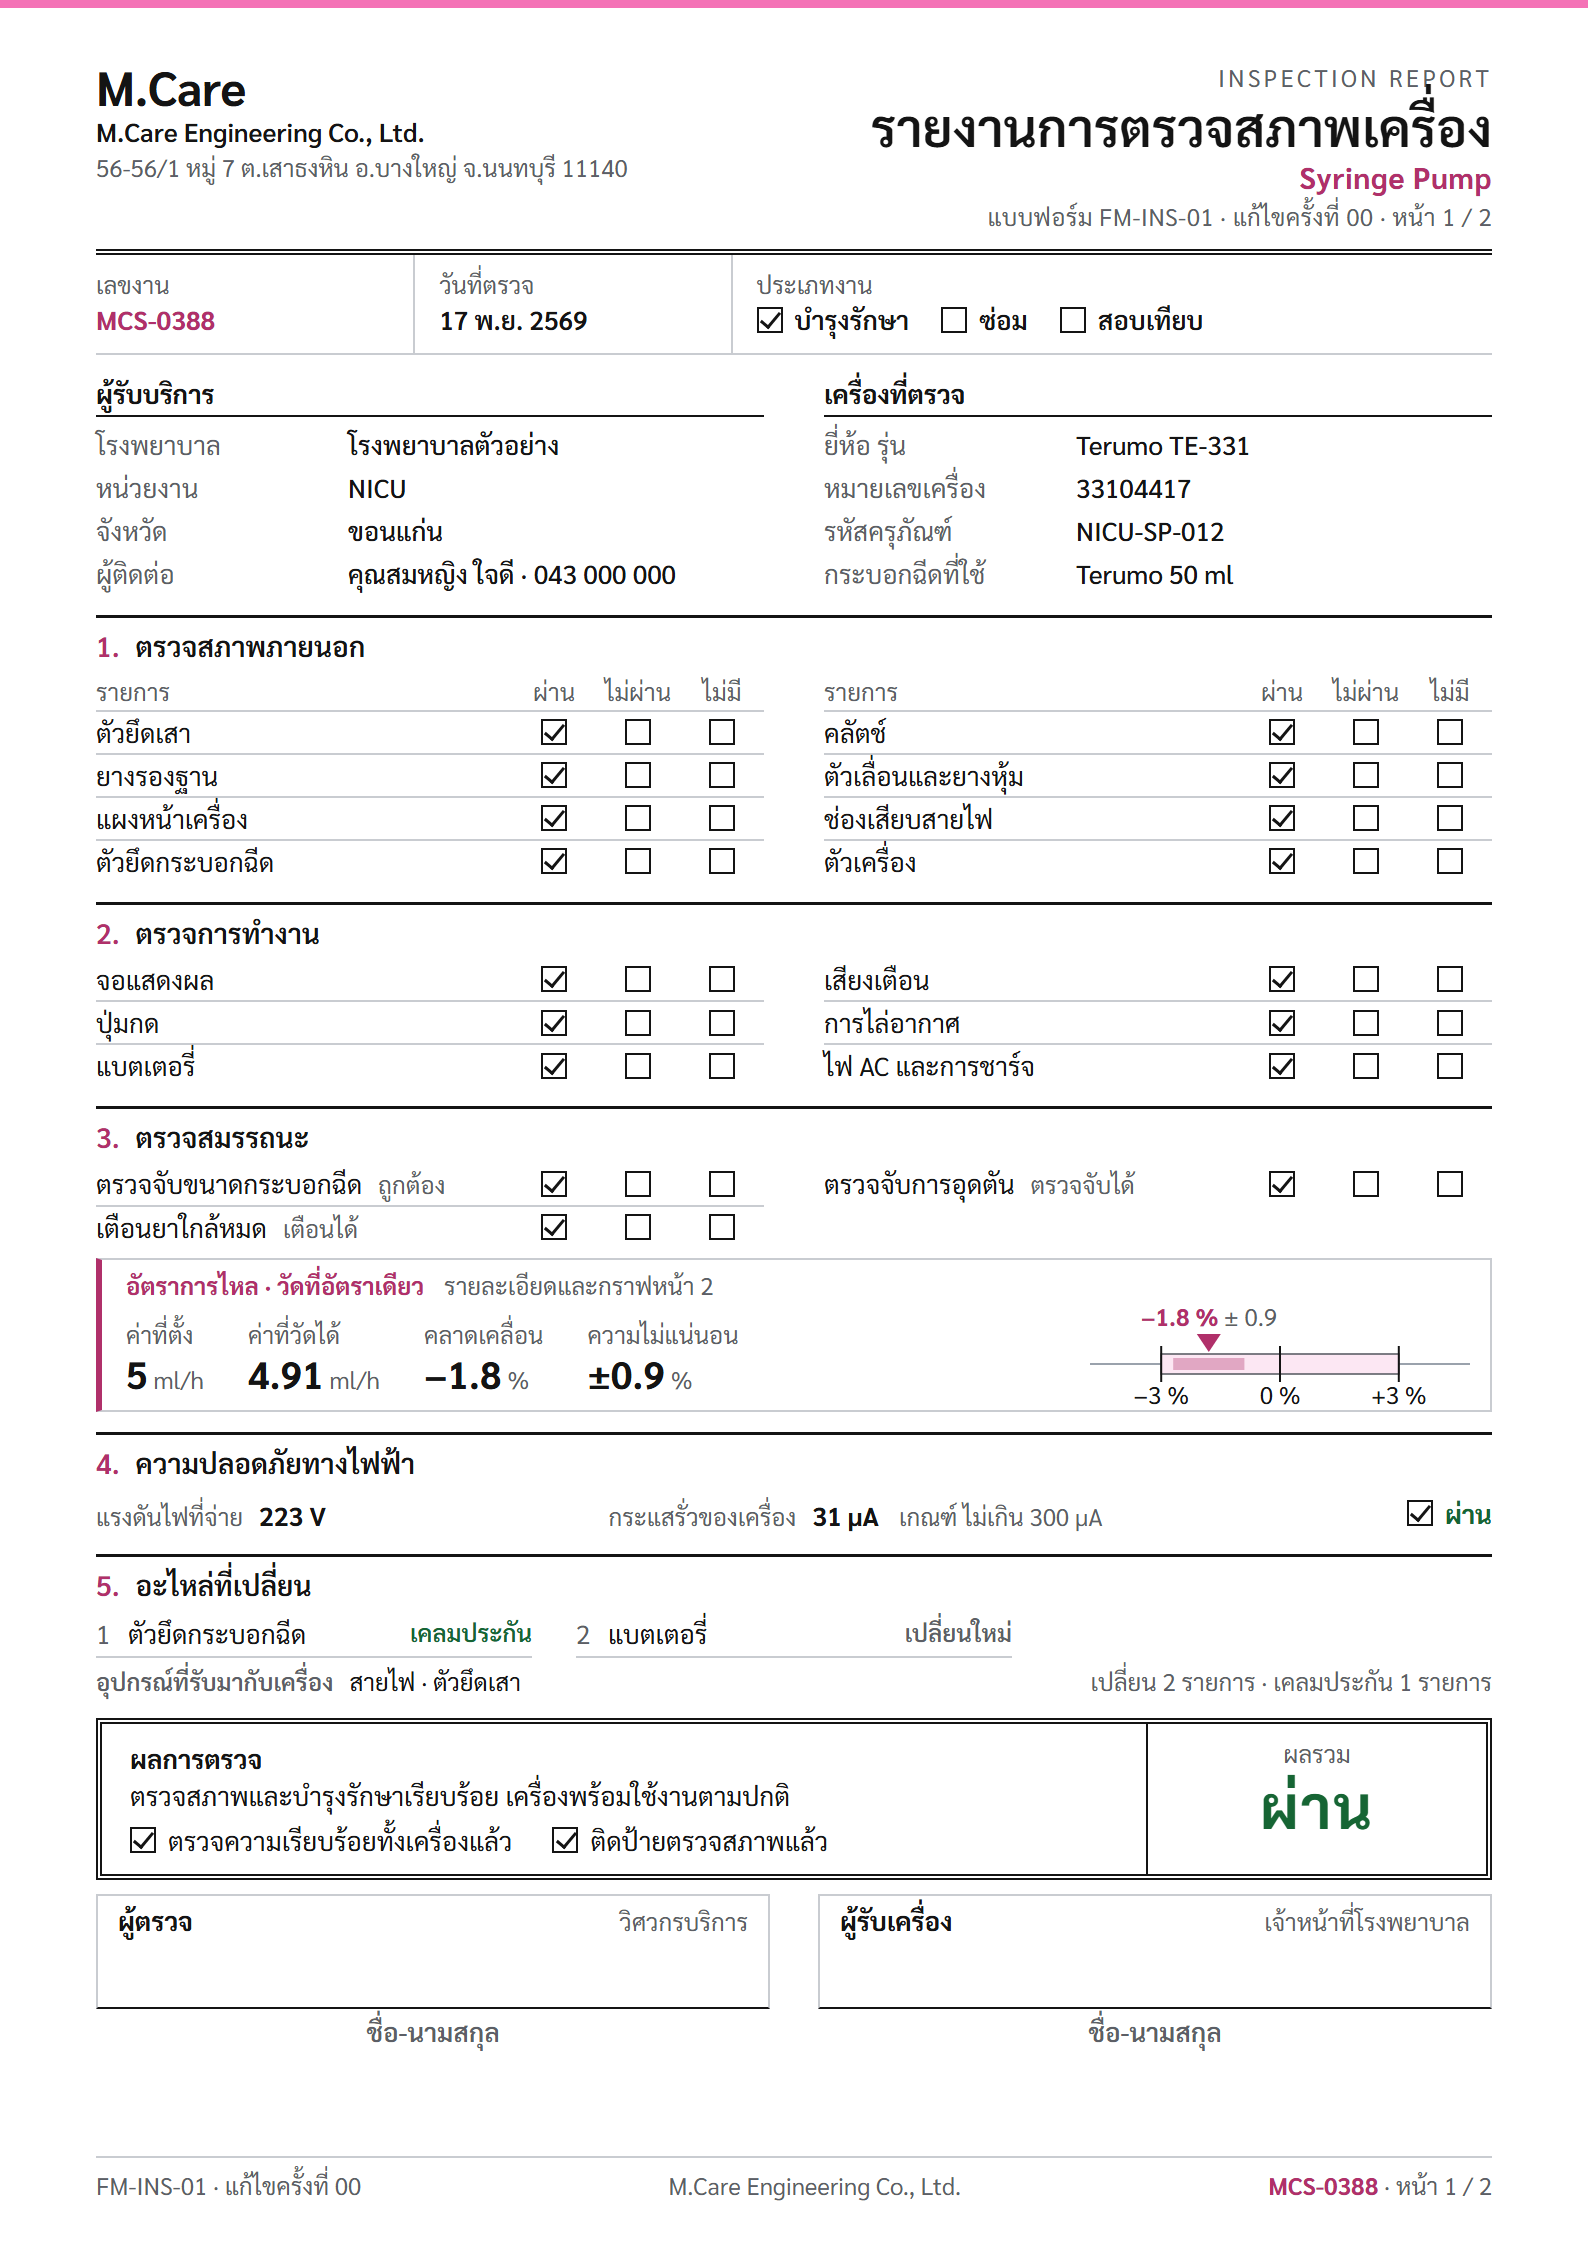 M.Care
M.Care Engineering Co., Ltd.
56-56/1 หมู่ 7 ต.เสาธงหิน อ.บางใหญ่ จ.นนทบุรี 11140
INSPECTION REPORT
รายงานการตรวจสภาพเครื่อง
Syringe Pump
แบบฟอร์ม FM-INS-01 · แก้ไขครั้งที่ 00 · หน้า 1 / 2
เลขงาน
MCS-0388
วันที่ตรวจ
17 พ.ย. 2569
ประเภทงาน
บำรุงรักษา ซ่อม สอบเทียบ
ผู้รับบริการ
โรงพยาบาล โรงพยาบาลตัวอย่าง
หน่วยงาน NICU
จังหวัด ขอนแก่น
ผู้ติดต่อ คุณสมหญิง ใจดี · 043 000 000
เครื่องที่ตรวจ
ยี่ห้อ รุ่น Terumo TE-331
หมายเลขเครื่อง 33104417
รหัสครุภัณฑ์ NICU-SP-012
กระบอกฉีดที่ใช้ Terumo 50 ml
1. ตรวจสภาพภายนอก
รายการ ผ่าน ไม่ผ่าน ไม่มี
ตัวยึดเสา
ยางรองฐาน
แผงหน้าเครื่อง
ตัวยึดกระบอกฉีด
รายการ ผ่าน ไม่ผ่าน ไม่มี
คลัตช์
ตัวเลื่อนและยางหุ้ม
ช่องเสียบสายไฟ
ตัวเครื่อง
2. ตรวจการทำงาน
จอแสดงผล
ปุ่มกด
แบตเตอรี่
เสียงเตือน
การไล่อากาศ
ไฟ AC และการชาร์จ
3. ตรวจสมรรถนะ
ตรวจจับขนาดกระบอกฉีด ถูกต้อง
เตือนยาใกล้หมด เตือนได้
ตรวจจับการอุดตัน ตรวจจับได้
อัตราการไหล · วัดที่อัตราเดียว รายละเอียดและกราฟหน้า 2
ค่าที่ตั้ง ค่าที่วัดได้ คลาดเคลื่อน ความไม่แน่นอน
5 ml/h 4.91 ml/h −1.8 % ±0.9 %
−1.8 % ± 0.9
−3 % 0 % +3 %
4. ความปลอดภัยทางไฟฟ้า
แรงดันไฟที่จ่าย 223 V กระแสรั่วของเครื่อง 31 µA เกณฑ์ ไม่เกิน 300 µA ผ่าน
5. อะไหล่ที่เปลี่ยน
1 ตัวยึดกระบอกฉีด เคลมประกัน 2 แบตเตอรี่ เปลี่ยนใหม่
อุปกรณ์ที่รับมากับเครื่อง สายไฟ · ตัวยึดเสา เปลี่ยน 2 รายการ · เคลมประกัน 1 รายการ
ผลการตรวจ
ตรวจสภาพและบำรุงรักษาเรียบร้อย เครื่องพร้อมใช้งานตามปกติ
ตรวจความเรียบร้อยทั้งเครื่องแล้ว ติดป้ายตรวจสภาพแล้ว
ผลรวม
ผ่าน
ผู้ตรวจ วิศวกรบริการ
ชื่อ-นามสกุล
ผู้รับเครื่อง เจ้าหน้าที่โรงพยาบาล
ชื่อ-นามสกุล
FM-INS-01 · แก้ไขครั้งที่ 00 M.Care Engineering Co., Ltd. MCS-0388 · หน้า 1 / 2